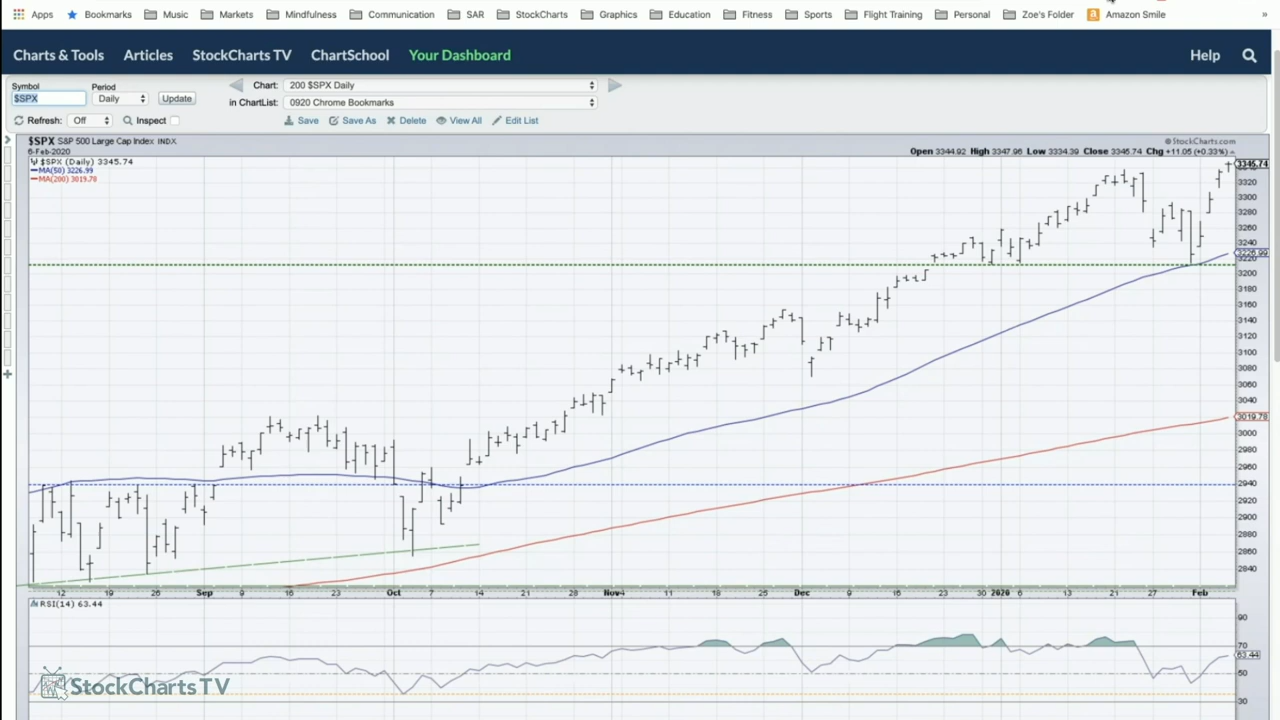 Apps Bookmarks Music Markets Mindfulness Communication SAR StockCharts Graphics Education Fitness Sports Flight Training Personal Zoe's Folder Amazon Smile »
Charts & Tools Articles StockCharts TV ChartSchool Your Dashboard Help
Symbol Period Chart: 200 $SPX Daily
$SPX Daily Update in ChartList: 0920 Chrome Bookmarks
Refresh: Off Inspect Save Save As Delete View All Edit List
$SPX S&P 500 Large Cap Index INDX © StockCharts.com
6-Feb-2020 Open 3344.92 High 3347.96 Low 3334.39 Close 3345.74 Chg +11.05 (+0.33%)
$SPX (Daily) 3345.74
MA(50) 3226.99
MA(200) 3019.78
3345.74
3320
3300
3280
3260
3240
3226.99
3220
3200
3180
3160
3140
3120
3100
3080
3060
3040
3019.78
3000
2980
2960
2940
2920
2900
2880
2860
2840
12 19 26 Sep 9 16 23 Oct 7 14 21 28 Nov 4 11 18 25 Dec 9 16 23 30 2020 6 13 21 27 Feb
RSI(14) 63.44
90
70
63.44
50
30
StockCharts TV